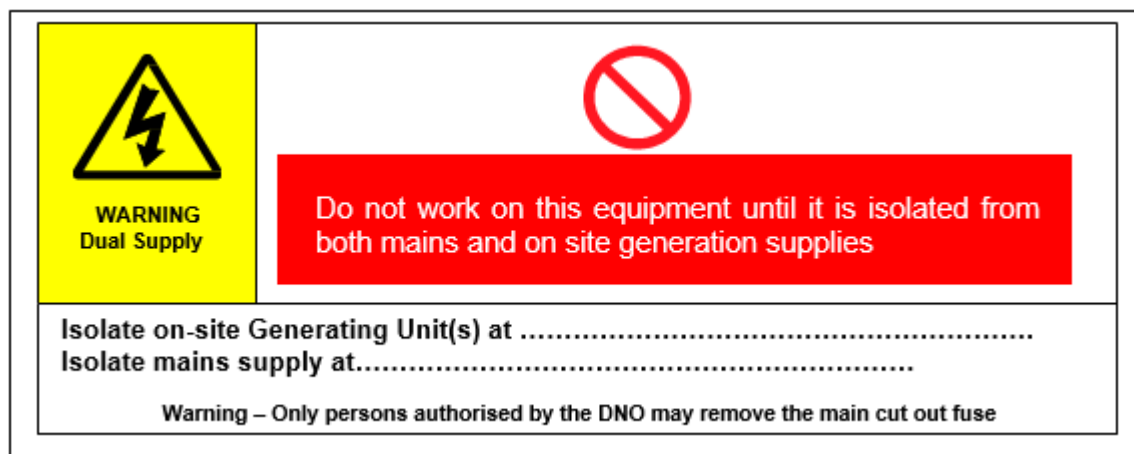 WARNING
Dual Supply
Do not work on this equipment until it is isolated from
both mains and on site generation supplies
Isolate on-site Generating Unit(s) at ……………………………………………………….
Isolate mains supply at……………………………………………………………
Warning – Only persons authorised by the DNO may remove the main cut out fuse